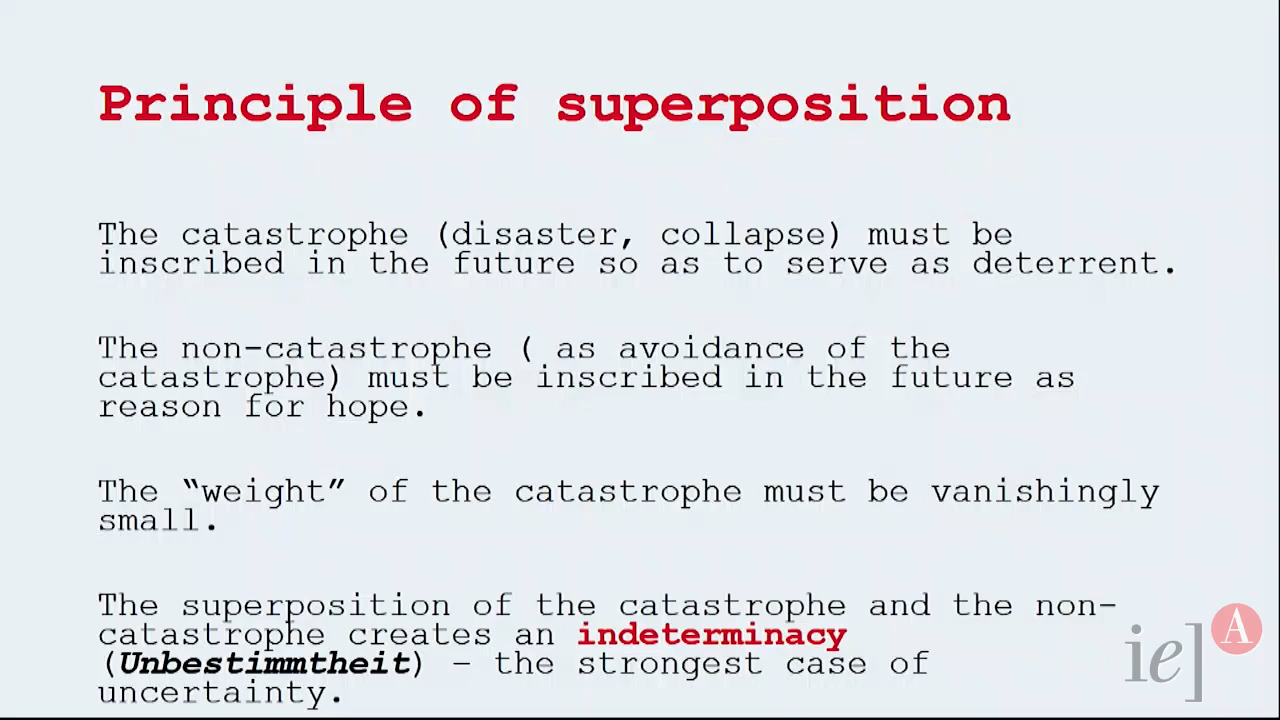 Principle of superposition
The catastrophe (disaster, collapse) must be
inscribed in the future so as to serve as deterrent.
The non-catastrophe ( as avoidance of the
catastrophe) must be inscribed in the future as
reason for hope.
The “weight” of the catastrophe must be vanishingly
small.
The superposition of the catastrophe and the non-
catastrophe creates an indeterminacy
(Unbestimmtheit) – the strongest case of
uncertainty.
ie] A